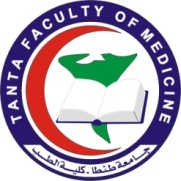 TANTA FACULTY OF MEDICINE
جامعة طنطا - كلية الطب